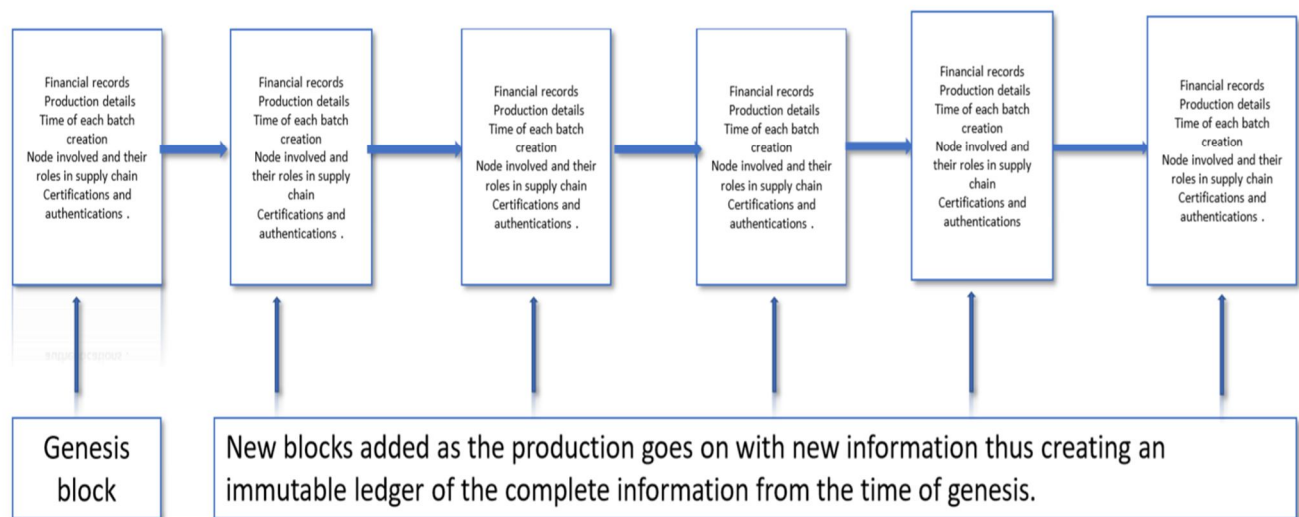 Financial records
Production details
Time of each batch
creation
Node involved and their
roles in supply chain
Certifications and
authentications .
Financial records
Production details
Time of each batch
creation
Node involved and
their roles in supply
chain
Certifications and
authentications .
Financial records
Production details
Time of each batch
creation
Node involved and their
roles in supply chain
Certifications and
authentications .
Financial records
Production details
Time of each batch
creation
Node involved and their
roles in supply chain
Certifications and
authentications .
Financial records
Production details
Time of each batch
creation
Node involved and
their roles in supply
chain
Certifications and
authentications
Financial records
Production details
Time of each batch
creation
Node involved and their
roles in supply chain
Certifications and
authentications .
Genesis
block
New blocks added as the production goes on with new information thus creating an
immutable ledger of the complete information from the time of genesis.